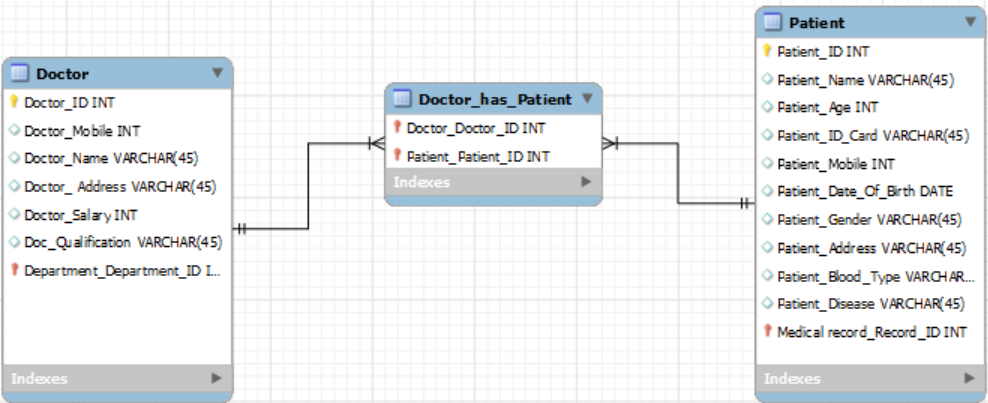 Doctor
Doctor_ID INT
Doctor_Mobile INT
Doctor_Name VARCHAR(45)
Doctor_ Address VARCHAR(45)
Doctor_Salary INT
Doc_Qualification VARCHAR(45)
Department_Department_ID I...
Indexes
Doctor_has_Patient
Doctor_Doctor_ID INT
Patient_Patient_ID INT
Indexes
Patient
Patient_ID INT
Patient_Name VARCHAR(45)
Patient_Age INT
Patient_ID_Card VARCHAR(45)
Patient_Mobile INT
Patient_Date_Of_Birth DATE
Patient_Gender VARCHAR(45)
Patient_Address VARCHAR(45)
Patient_Blood_Type VARCHAR...
Patient_Disease VARCHAR(45)
Medical record_Record_ID INT
Indexes